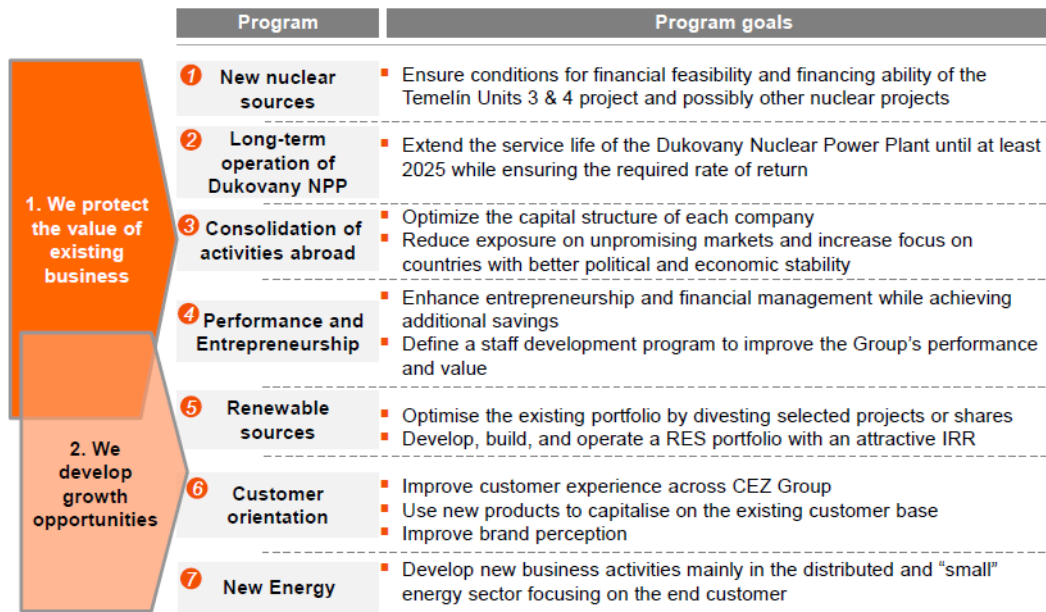 Program
Program goals
1. We protect
the value of
existing
business
2. We
develop
growth
opportunities
1 New nuclear
sources
▪ Ensure conditions for financial feasibility and financing ability of the
Temelín Units 3 & 4 project and possibly other nuclear projects
2 Long-term
operation of
Dukovany NPP
▪ Extend the service life of the Dukovany Nuclear Power Plant until at least
2025 while ensuring the required rate of return
3 Consolidation of
activities abroad
▪ Optimize the capital structure of each company
▪ Reduce exposure on unpromising markets and increase focus on
countries with better political and economic stability
4 Performance and
Entrepreneurship
▪ Enhance entrepreneurship and financial management while achieving
additional savings
▪ Define a staff development program to improve the Group's performance
and value
5 Renewable
sources
▪ Optimise the existing portfolio by divesting selected projects or shares
▪ Develop, build, and operate a RES portfolio with an attractive IRR
6 Customer
orientation
▪ Improve customer experience across CEZ Group
▪ Use new products to capitalise on the existing customer base
▪ Improve brand perception
7 New Energy
▪ Develop new business activities mainly in the distributed and “small”
energy sector focusing on the end customer